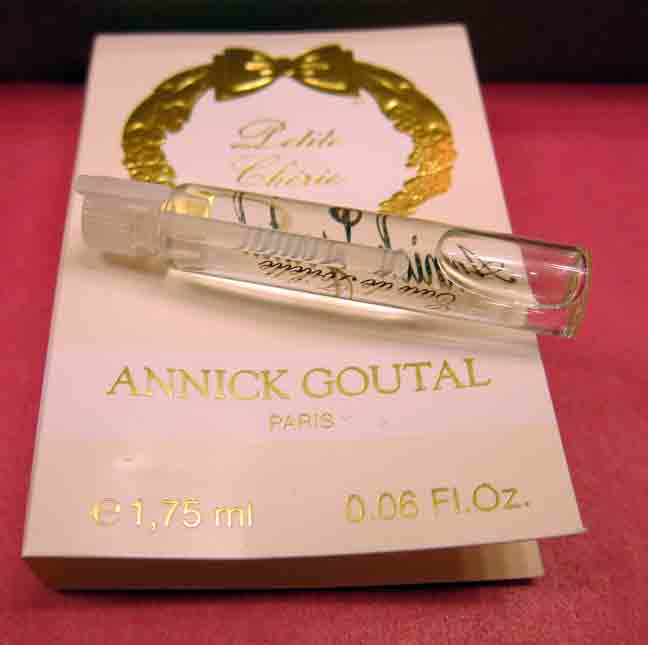 Petite
Chérie
ANNICK GOUTAL
PARIS
℮ 1,75 ml 0.06 Fl.Oz.